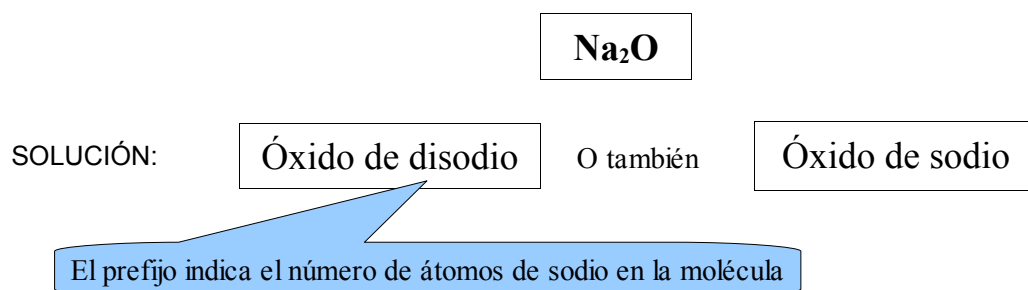 Na₂O
SOLUCIÓN: Óxido de disodio O también Óxido de sodio
El prefijo indica el número de átomos de sodio en la molécula